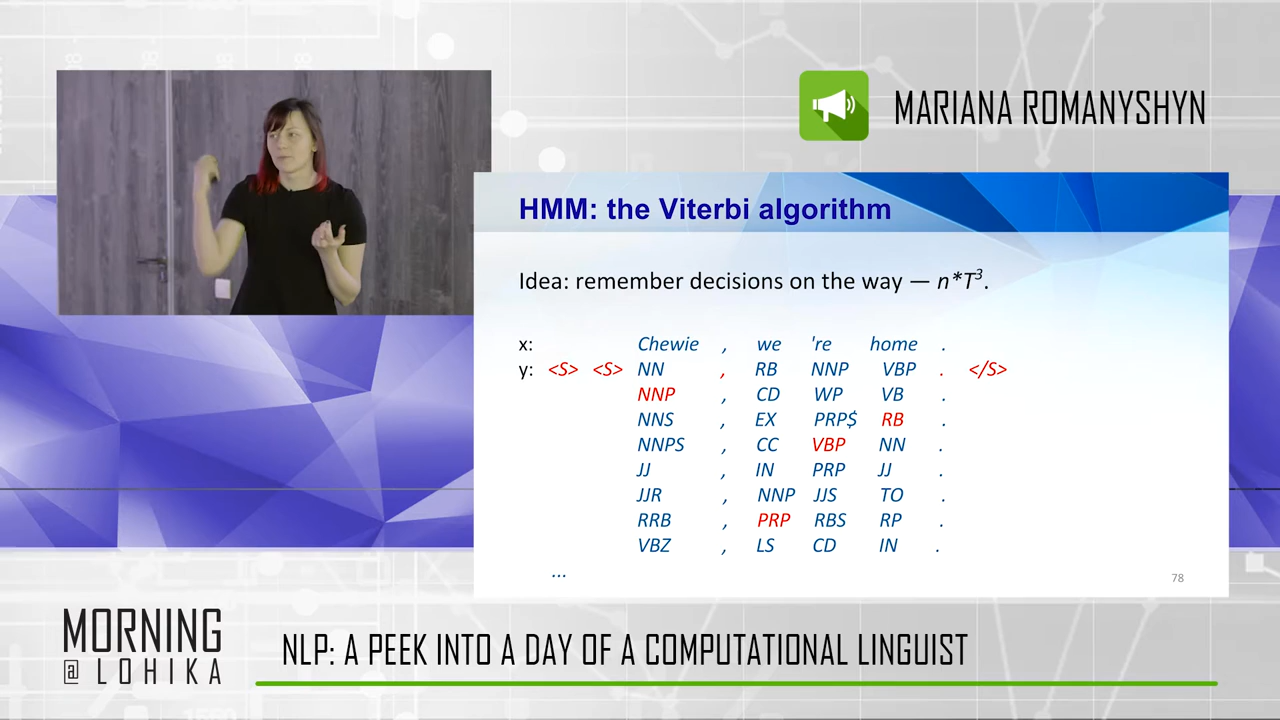 MARIANA ROMANYSHYN
HMM: the Viterbi algorithm
Idea: remember decisions on the way — n*T³.
x: Chewie , we 're home .
y: <S> <S> NN , RB NNP VBP . </S>
NNP , CD WP VB .
NNS , EX PRP$ RB .
NNPS , CC VBP NN .
JJ , IN PRP JJ .
JJR , NNP JJS TO .
RRB , PRP RBS RP .
VBZ , LS CD IN .
...
78
MORNING
@ LOHIKA
NLP: A PEEK INTO A DAY OF A COMPUTATIONAL LINGUIST